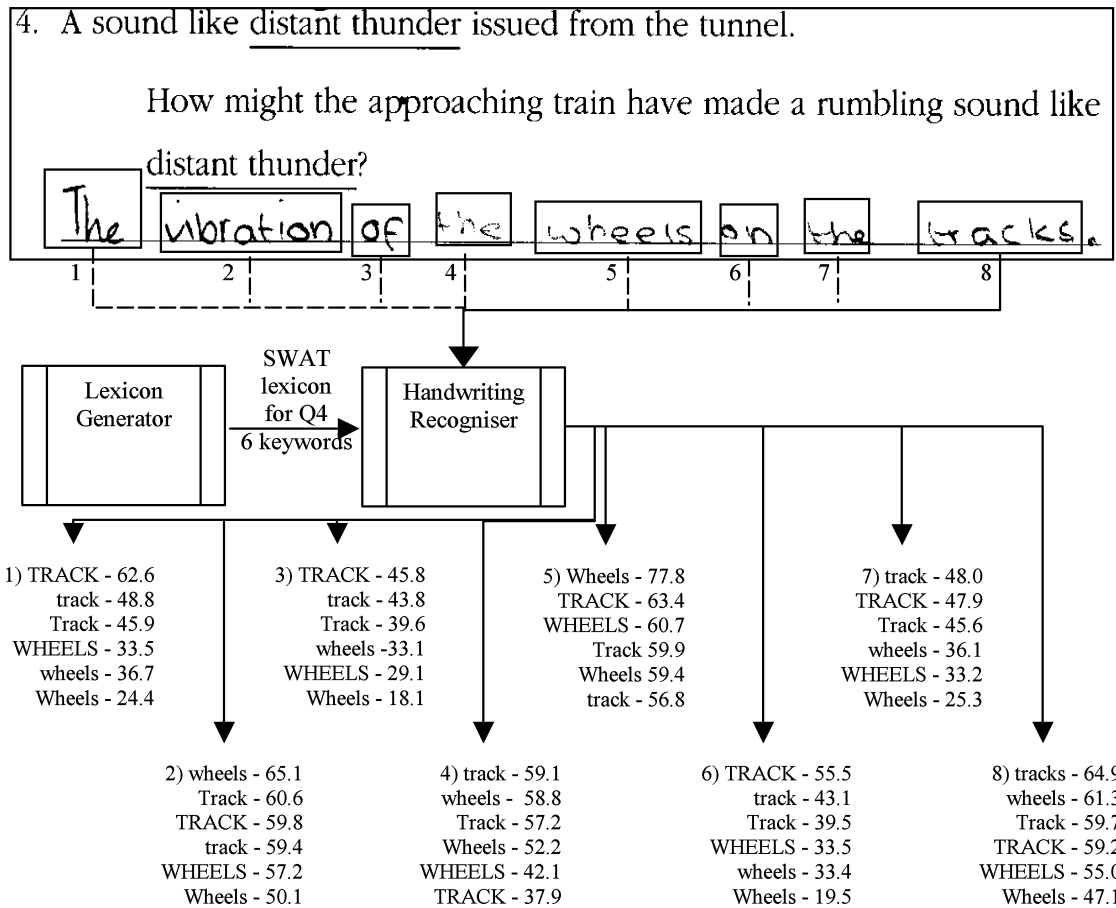 4. A sound like distant thunder issued from the tunnel.
How might the approaching train have made a rumbling sound like
distant thunder?
The vibration of the wheels on the tracks.
1 2 3 4 5 6 7 8
Lexicon
Generator
SWAT
lexicon
for Q4
6 keywords
Handwriting
Recogniser
1) TRACK - 62.6
track - 48.8
Track - 45.9
WHEELS - 33.5
wheels - 36.7
Wheels - 24.4
3) TRACK - 45.8
track - 43.8
Track - 39.6
wheels -33.1
WHEELS - 29.1
Wheels - 18.1
5) Wheels - 77.8
TRACK - 63.4
WHEELS - 60.7
Track 59.9
Wheels 59.4
track - 56.8
7) track - 48.0
TRACK - 47.9
Track - 45.6
wheels - 36.1
WHEELS - 33.2
Wheels - 25.3
2) wheels - 65.1
Track - 60.6
TRACK - 59.8
track - 59.4
WHEELS - 57.2
Wheels - 50.1
4) track - 59.1
wheels - 58.8
Track - 57.2
Wheels - 52.2
WHEELS - 42.1
TRACK - 37.9
6) TRACK - 55.5
track - 43.1
Track - 39.5
WHEELS - 33.5
wheels - 33.4
Wheels - 19.5
8) tracks - 64.9
wheels - 61.3
Track - 59.7
TRACK - 59.2
WHEELS - 55.0
Wheels - 47.1